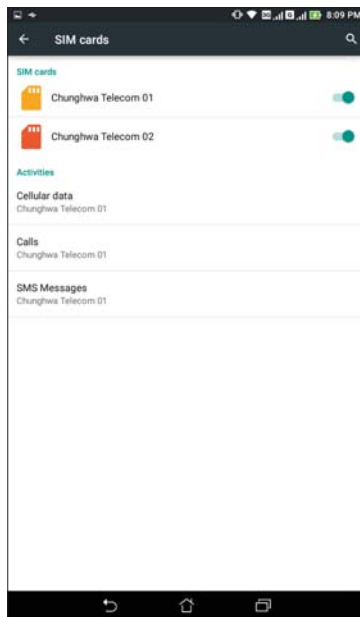 8:09 PM
SIM cards
SIM cards
Chunghwa Telecom 01
Chunghwa Telecom 02
Activities
Cellular data
Chunghwa Telecom 01
Calls
Chunghwa Telecom 01
SMS Messages
Chunghwa Telecom 01